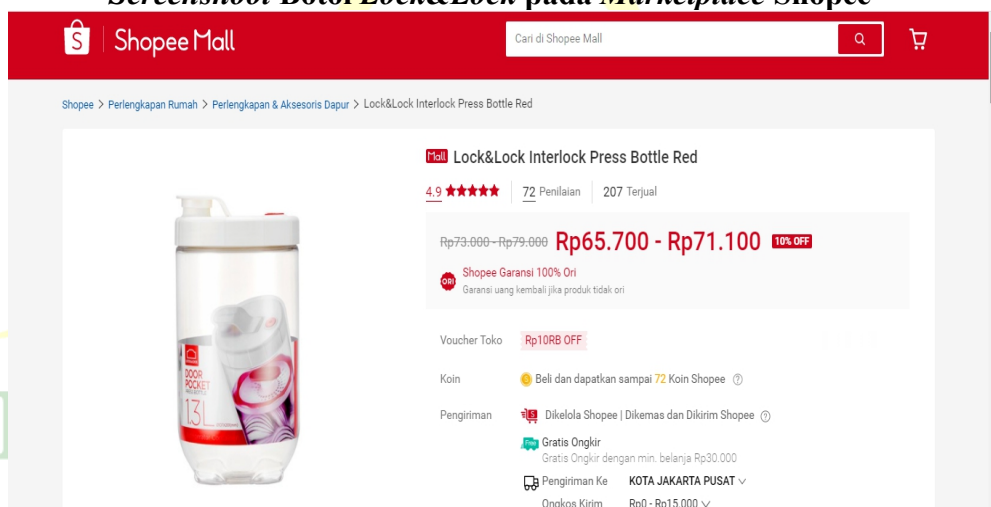 Screenshoot Botol Lock&Lock pada Marketplace Shopee
Shopee Mall
Cari di Shopee Mall
Shopee > Perlengkapan Rumah > Perlengkapan & Aksesoris Dapur > Lock&Lock Interlock Press Bottle Red
Mall Lock&Lock Interlock Press Bottle Red
4.9 ★★★★★ 72 Penilaian 207 Terjual
Rp73.000 - Rp79.000 Rp65.700 - Rp71.100 10% OFF
ORI Shopee Garansi 100% Ori
Garansi uang kembali jika produk tidak ori
Voucher Toko Rp10RB OFF
Koin Beli dan dapatkan sampai 72 Koin Shopee
Pengiriman Dikelola Shopee | Dikemas dan Dikirim Shopee
Free Gratis Ongkir
Gratis Ongkir dengan min. belanja Rp30.000
Pengiriman Ke KOTA JAKARTA PUSAT
Ongkos Kirim Rp0 - Rp15.000
DOOR
POCKET
1.3L